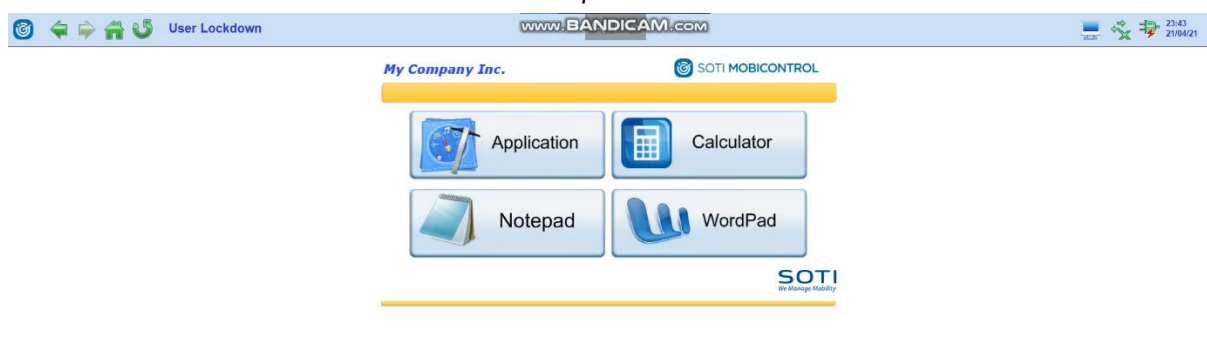 User Lockdown
www.BANDICAM.com
23:43
21/04/21
My Company Inc.
SOTI MOBICONTROL
Application
Calculator
Notepad
WordPad
SOTI
We Manage Mobility